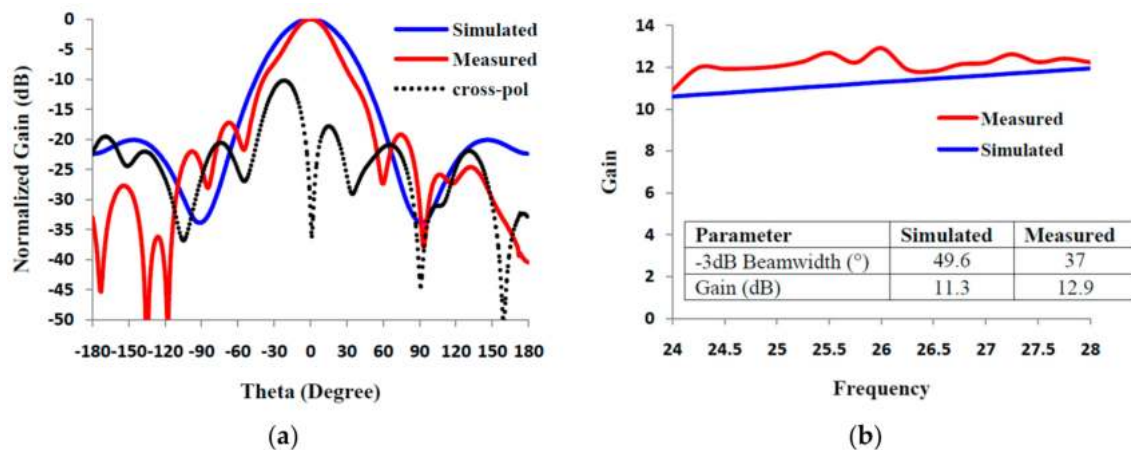 0
-5
-10
-15
-20
-25
-30
-35
-40
-45
-50
Normalized Gain (dB)
Simulated
Measured
cross-pol
-180-150-120 -90 -60 -30 0 30 60 90 120 150 180
Theta (Degree)
(a)
14
12
10
8
6
4
2
0
Gain
Measured
Simulated
Parameter Simulated Measured
-3dB Beamwidth (°) 49.6 37
Gain (dB) 11.3 12.9
24 24.5 25 25.5 26 26.5 27 27.5 28
Frequency
(b)